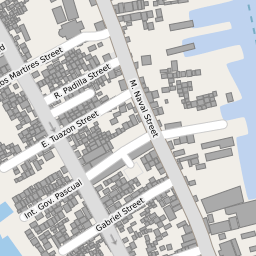 os Martires Street
R. Padilla Street
M. Naval Street
E. Tuazon Street
Int. Gov. Pascual
Gabriel Street